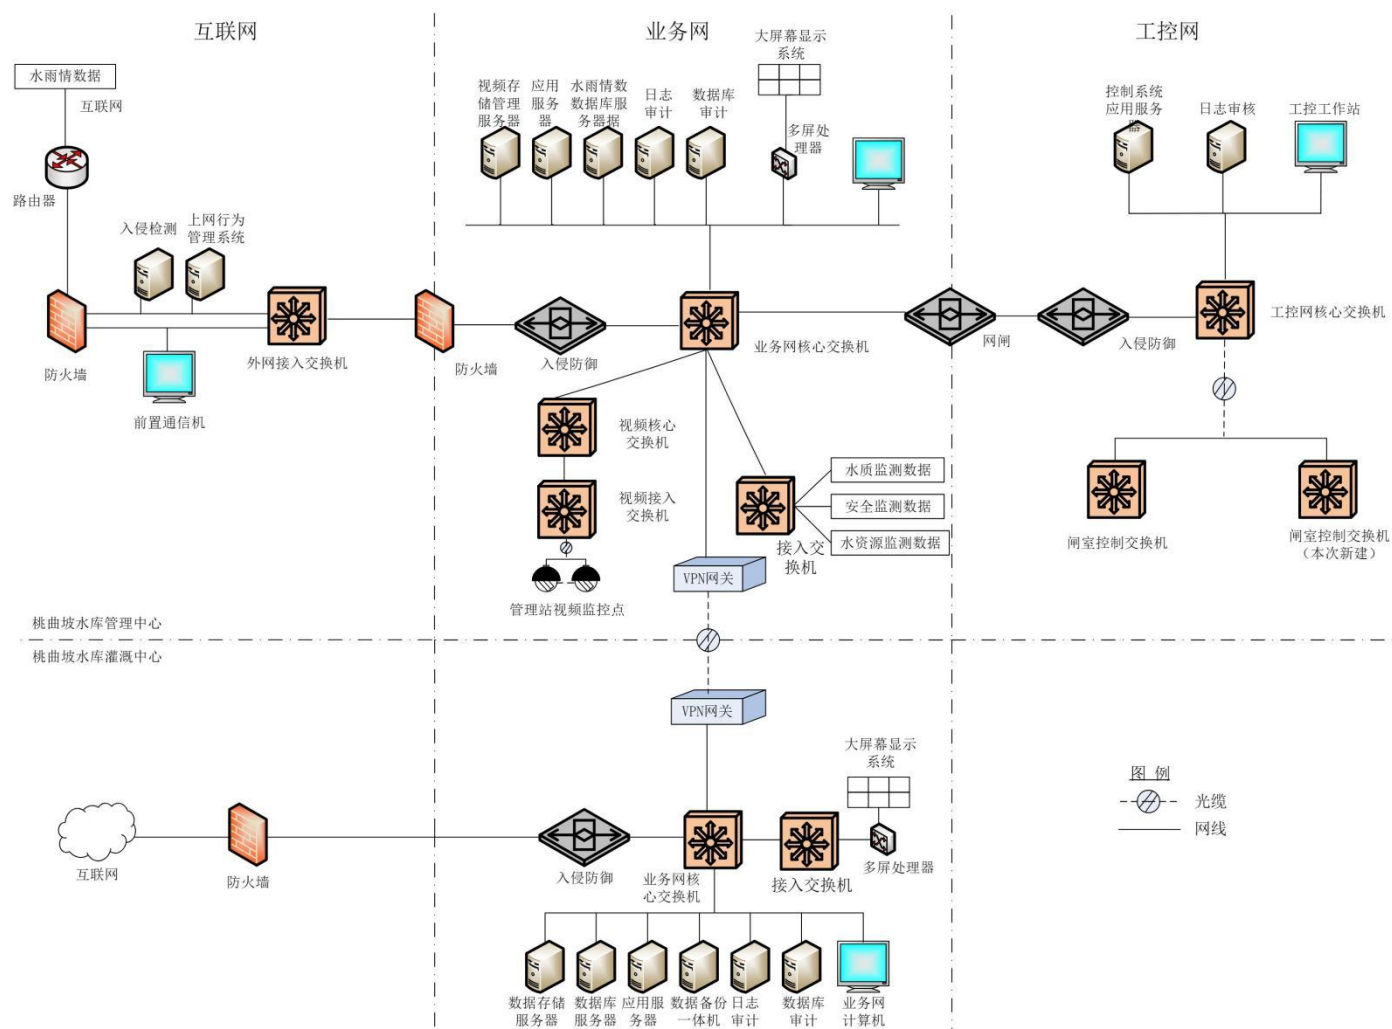 互联网
业务网
工控网
水雨情数据
互联网
路由器
入侵检测
上网行为
管理系统
防火墙
前置通信机
外网接入交换机
视频存
储管理
服务器
应用
服务
器
水雨情数
数据库服
务器据
日志
审计
数据库
审计
大屏幕显示
系统
多屏处
理器
防火墙
入侵防御
业务网核心交换机
网闸
控制系统
应用服务
器
日志审核
工控工作站
入侵防御
工控网核心交换机
视频核心
交换机
视频接入
交换机
管理站视频监控点
接入交
换机
水质监测数据
安全监测数据
水资源监测数据
VPN网关
闸室控制交换机
闸室控制交换机
（本次新建）
桃曲坡水库管理中心
桃曲坡水库灌溉中心
VPN网关
大屏幕显示
系统
互联网
防火墙
入侵防御
业务网核
心交换机
接入交换机
多屏处理器
数据存储
服务器
数据库
服务器
应用服
务器
数据备份
一体机
日志
审计
数据库
审计
业务网
计算机
图 例
光缆
网线